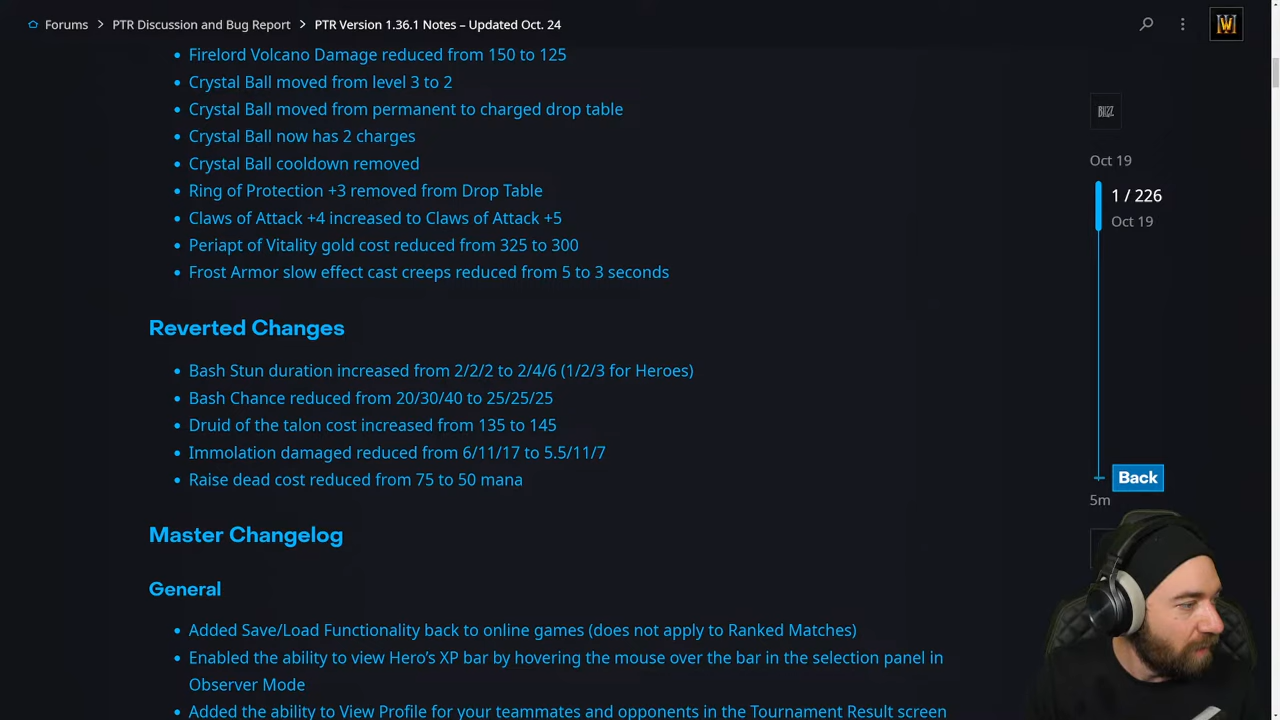 Forums > PTR Discussion and Bug Report > PTR Version 1.36.1 Notes – Updated Oct. 24
• Firelord Volcano Damage reduced from 150 to 125
• Crystal Ball moved from level 3 to 2
• Crystal Ball moved from permanent to charged drop table
• Crystal Ball now has 2 charges
• Crystal Ball cooldown removed
• Ring of Protection +3 removed from Drop Table
• Claws of Attack +4 increased to Claws of Attack +5
• Periapt of Vitality gold cost reduced from 325 to 300
• Frost Armor slow effect cast creeps reduced from 5 to 3 seconds
Reverted Changes
• Bash Stun duration increased from 2/2/2 to 2/4/6 (1/2/3 for Heroes)
• Bash Chance reduced from 20/30/40 to 25/25/25
• Druid of the talon cost increased from 135 to 145
• Immolation damaged reduced from 6/11/17 to 5.5/11/7
• Raise dead cost reduced from 75 to 50 mana
Master Changelog
General
• Added Save/Load Functionality back to online games (does not apply to Ranked Matches)
• Enabled the ability to view Hero’s XP bar by hovering the mouse over the bar in the selection panel in
Observer Mode
• Added the ability to View Profile for your teammates and opponents in the Tournament Result screen
BLIZZ
Oct 19
1 / 226
Oct 19
Back
5m